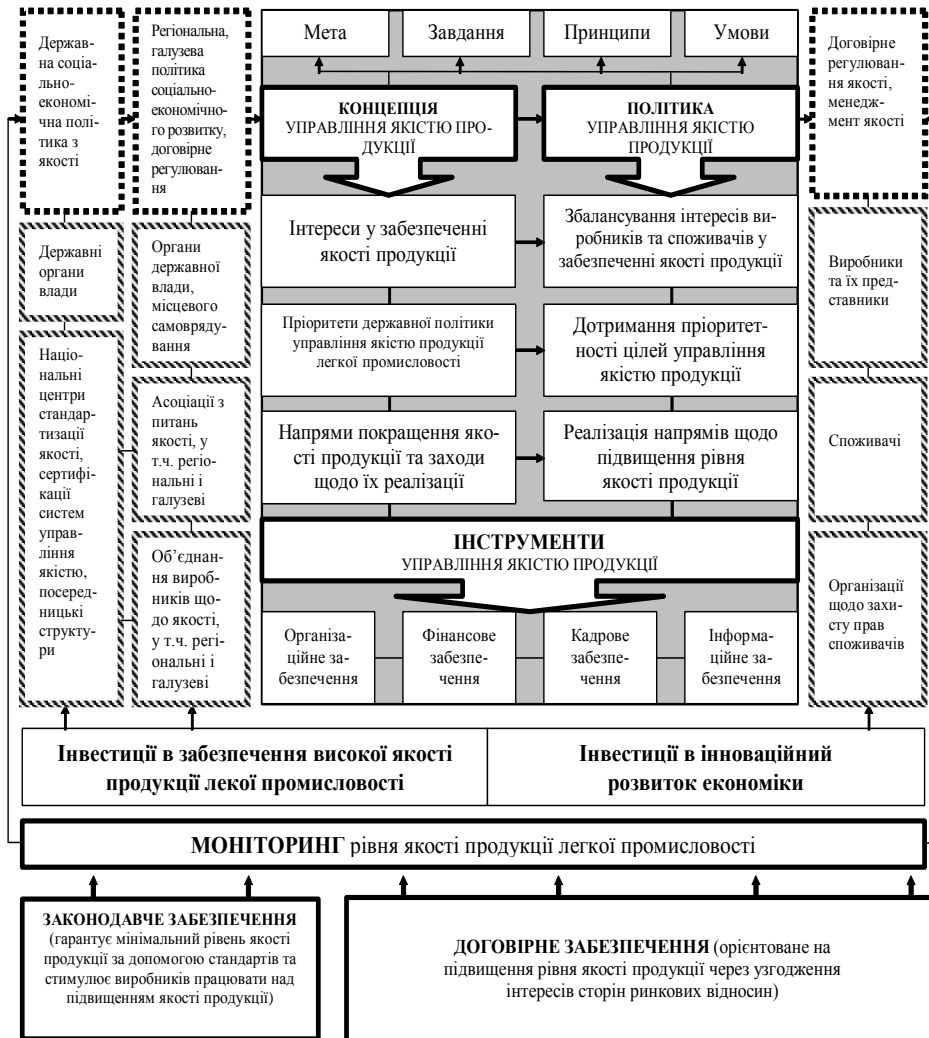 Держав-
на соціа-
льно-
економі-
чна полі-
тика з
якості
Регіональна,
галузева
політика
соціально-
економічно-
го розвитку,
договірне
регулюван-
ня
Мета
Завдання
Принципи
Умови
КОНЦЕПЦІЯ
УПРАВЛІННЯ ЯКІСТЮ ПРО-
ДУКЦІЇ
ПОЛІТИКА
УПРАВЛІННЯ ЯКІСТЮ
ПРОДУКЦІЇ
Договірне
регулюван-
ня якості,
менедж-
мент якості
Державні
органи
влади
Органи
державної
влади,
місцевого
самовряду-
вання
Інтереси у забезпеченні
якості продукції
Збалансування інтересів ви-
робників та споживачів у
забезпеченні якості продукції
Виробники
та їх пред-
ставники
Націо-
нальні
центри
стандар-
тизації
якості,
сертифі-
кації
систем
управ-
ління
якістю,
посеред-
ницькі
структу-
ри
Асоціації з
питань
якості, у
т.ч. регіо-
нальні і
галузеві
Пріоритети державної політики
управління якістю продукції
легкої промисловості
Дотримання пріоритет-
ності цілей управління
якістю продукції
Споживачі
Напрями покращення яко-
сті продукції та заходи
щодо їх реалізації
Реалізація напрямів щодо
підвищення рівня
якості продукції
Об’єднан-
ня вироб-
ників що-
до якості,
у т.ч. регі-
ональні і
галузеві
ІНСТРУМЕНТИ
УПРАВЛІННЯ ЯКІСТЮ ПРОДУКЦІЇ
Організа-
ційне за-
безпечення
Фінансове
забезпе-
чення
Кадрове
забезпе-
чення
Інформа-
ційне за-
безпечення
Організації
щодо захи-
сту прав
споживачів
Інвестиції в забезпечення високої якості
продукції лекої промисловості
Інвестиції в інноваційний
розвиток економіки
МОНІТОРИНГ рівня якості продукції легкої промисловості
ЗАКОНОДАВЧЕ ЗАБЕЗПЕЧЕННЯ
(гарантує мінімальний рівень якості
продукції за допомогою стандартів та
стимулює виробників працювати над
підвищенням якості продукції)
ДОГОВІРНЕ ЗАБЕЗПЕЧЕННЯ (орієнтоване на
підвищення рівня якості продукції через узгодження
інтересів сторін ринкових відносин)